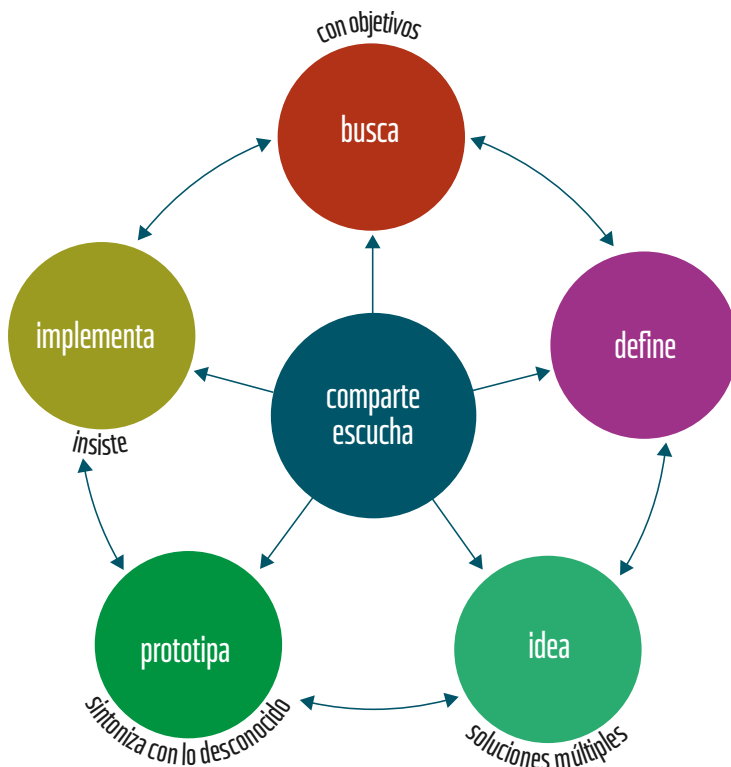 con objetivos
busca
implementa
insiste
define
comparte
escucha
prototipa
sintoniza con lo desconocido
idea
soluciones múltiples